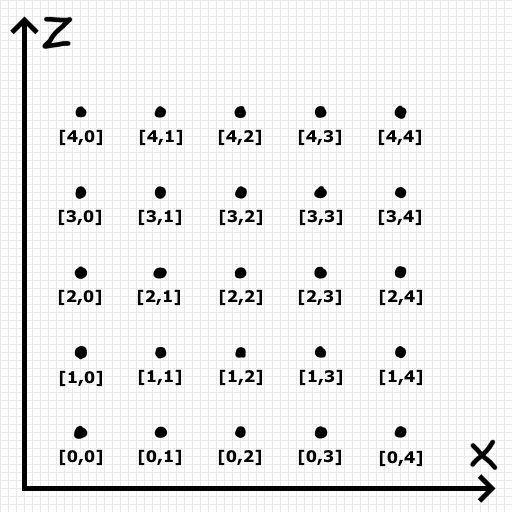 Z
[4,0] [4,1] [4,2] [4,3] [4,4]
[3,0] [3,1] [3,2] [3,3] [3,4]
[2,0] [2,1] [2,2] [2,3] [2,4]
[1,0] [1,1] [1,2] [1,3] [1,4]
[0,0] [0,1] [0,2] [0,3] [0,4]
X